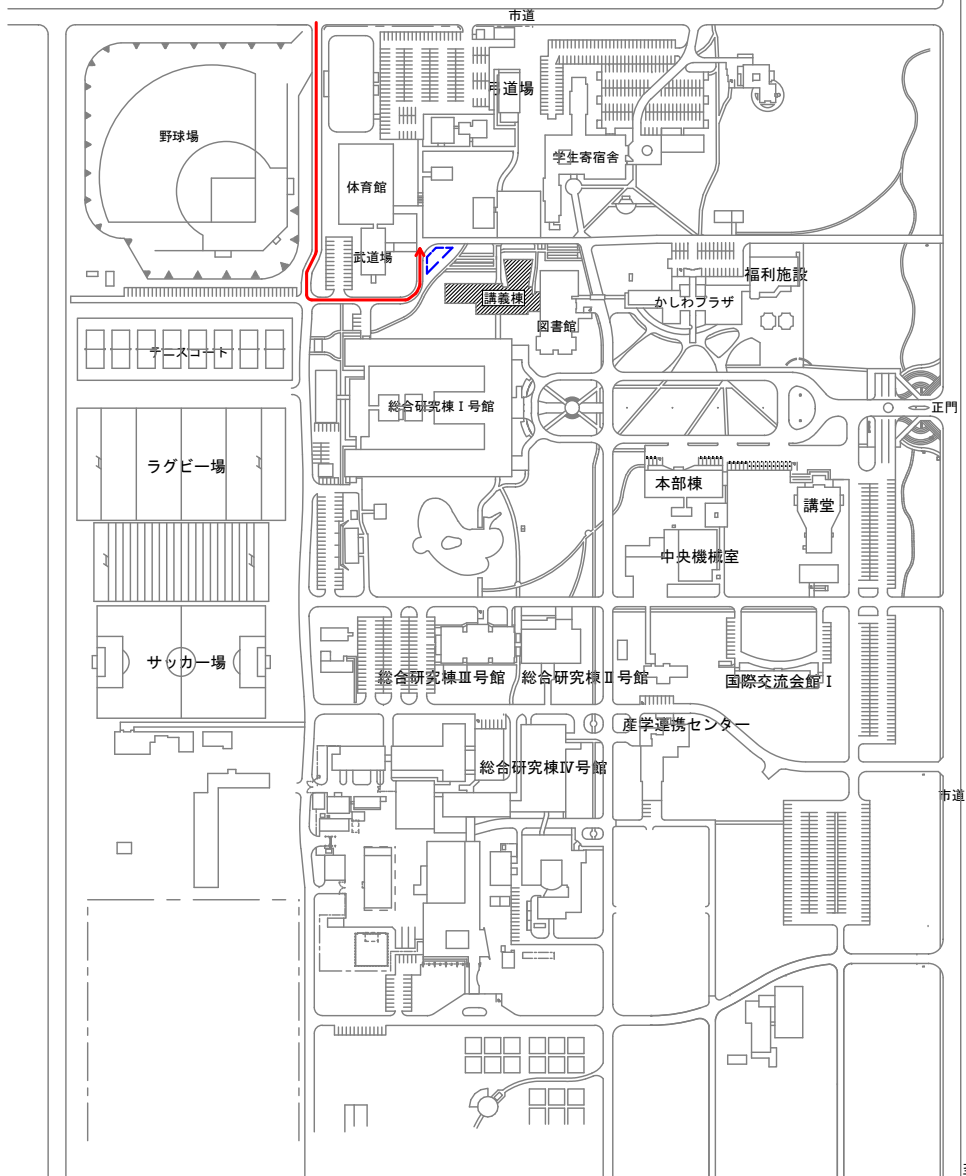 市道
弓道場
野球場
学生寄宿舎
体育館
武道場
福利施設
講義棟
かしわプラザ
図書館
テニスコート
総合研究棟Ⅰ号館
正門
ラグビー場
本部棟
講堂
中央機械室
サッカー場
総合研究棟Ⅲ号館
総合研究棟Ⅱ号館
国際交流会館Ⅰ
産学連携センター
総合研究棟Ⅳ号館
市道